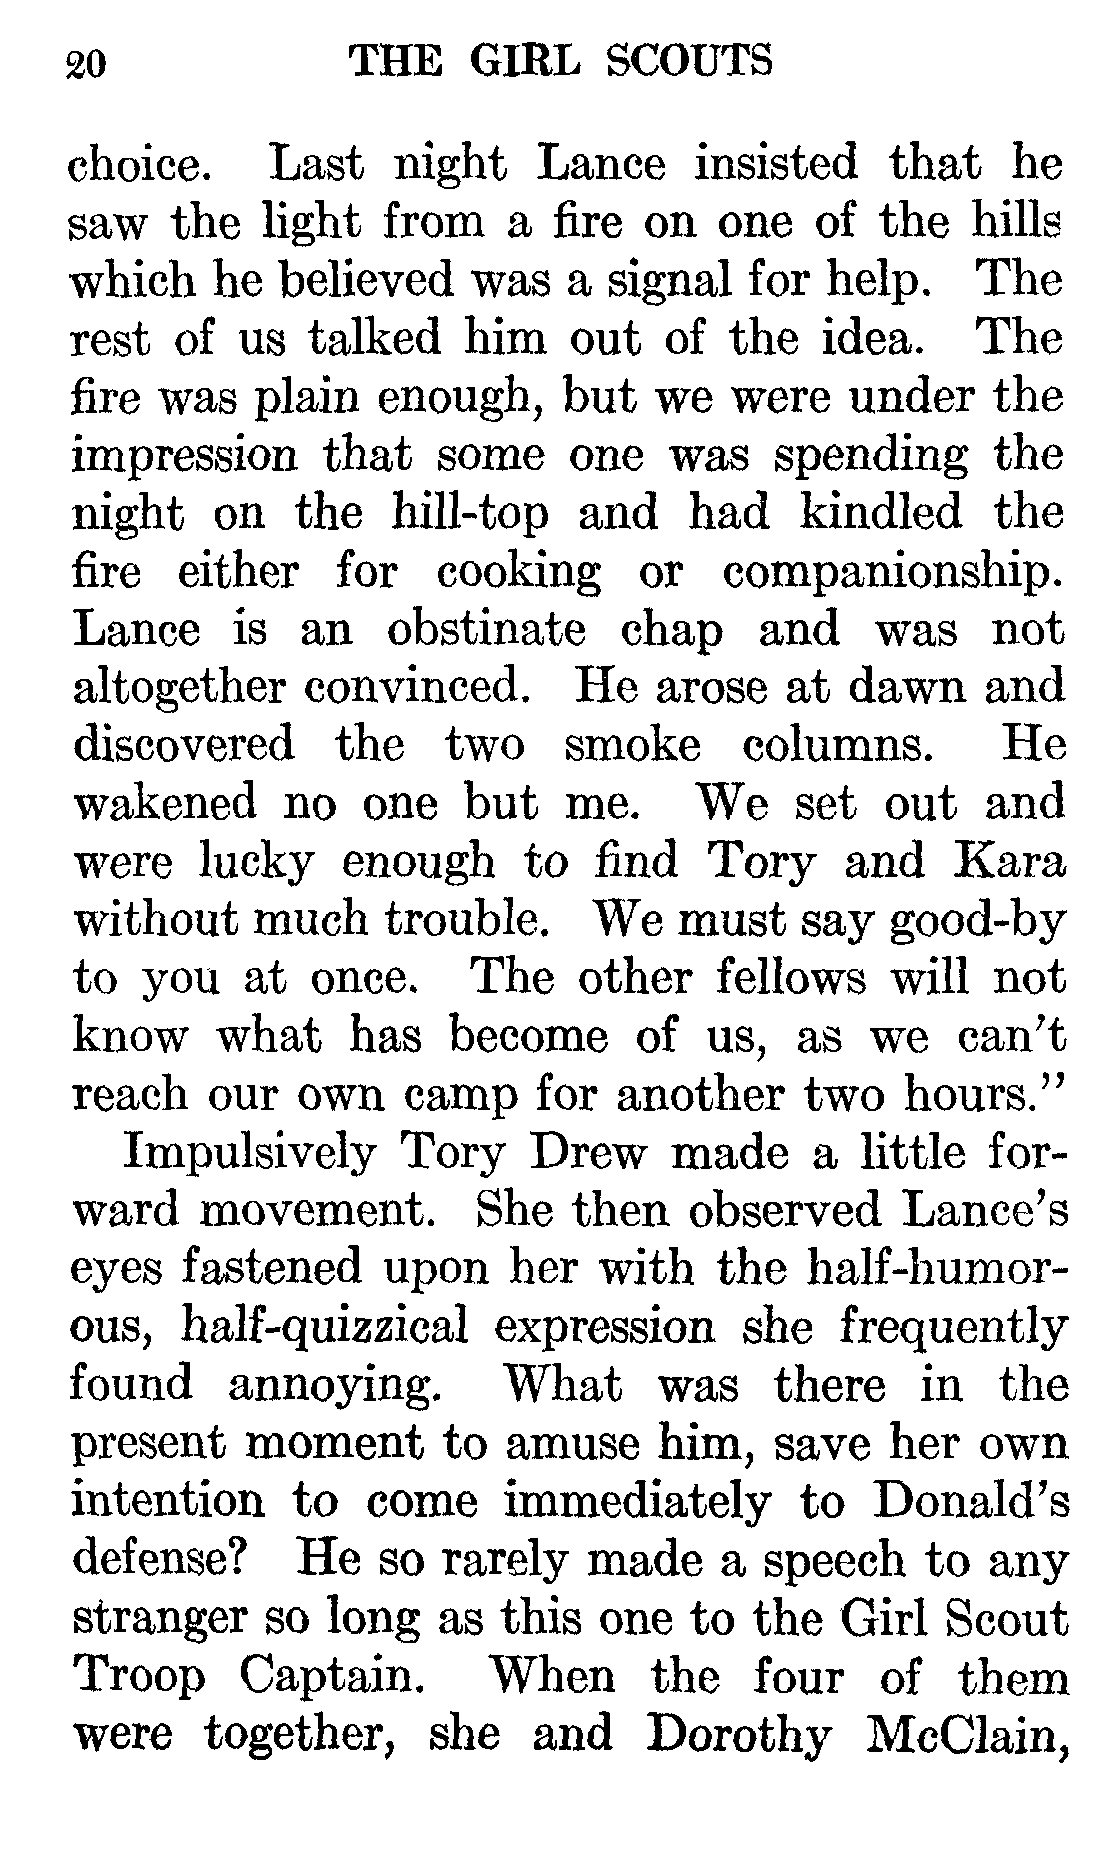 20 THE GIRL SCOUTS
choice. Last night Lance insisted that he
saw the light from a fire on one of the hills
which he believed was a signal for help. The
rest of us talked him out of the idea. The
fire was plain enough, but we were under the
impression that some one was spending the
night on the hill-top and had kindled the
fire either for cooking or companionship.
Lance is an obstinate chap and was not
altogether convinced. He arose at dawn and
discovered the two smoke columns. He
wakened no one but me. We set out and
were lucky enough to find Tory and Kara
without much trouble. We must say good-by
to you at once. The other fellows will not
know what has become of us, as we can't
reach our own camp for another two hours."
Impulsively Tory Drew made a little for-
ward movement. She then observed Lance's
eyes fastened upon her with the half-humor-
ous, half-quizzical expression she frequently
found annoying. What was there in the
present moment to amuse him, save her own
intention to come immediately to Donald's
defense? He so rarely made a speech to any
stranger so long as this one to the Girl Scout
Troop Captain. When the four of them
were together, she and Dorothy McClain,